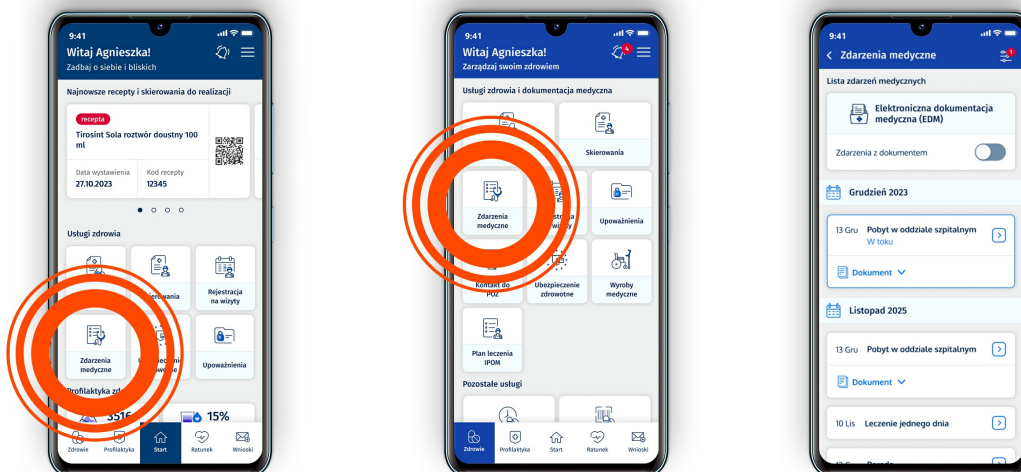 9:41
Witaj Agnieszka!
Zadbaj o siebie i bliskich
Najnowsze recepty i skierowania do realizacji
recepta
Tirosint Sola roztwór doustny 100
ml
Data wystawienia Kod recepty
27.10.2023 12345
Usługi zdrowia
Rejestracja
na wizyty
Zdarzenia
medyczne
Upoważnienia
3516 15%
Zdrowie Profilaktyka Start Ratunek Wnioski
9:41
Witaj Agnieszka!
4
Zarządzaj swoim zdrowiem
Usługi zdrowia i dokumentacja medyczna
Skierowania
Zdarzenia
medyczne
Upoważnienia
Kontakt do
POZ
Ubezpieczenie
zdrowotne
Wyroby
medyczne
Plan leczenia
IPOM
Pozostałe usługi
Zdrowie Profilaktyka Start Ratunek Wnioski
9:41
Zdarzenia medyczne
1
Lista zdarzeń medycznych
Elektroniczna dokumentacja
medyczna (EDM)
Zdarzenia z dokumentem
Grudzień 2023
13 Gru Pobyt w oddziale szpitalnym
W toku
Dokument
Listopad 2025
13 Gru Pobyt w oddziale szpitalnym
Dokument
10 Lis Leczenie jednego dnia